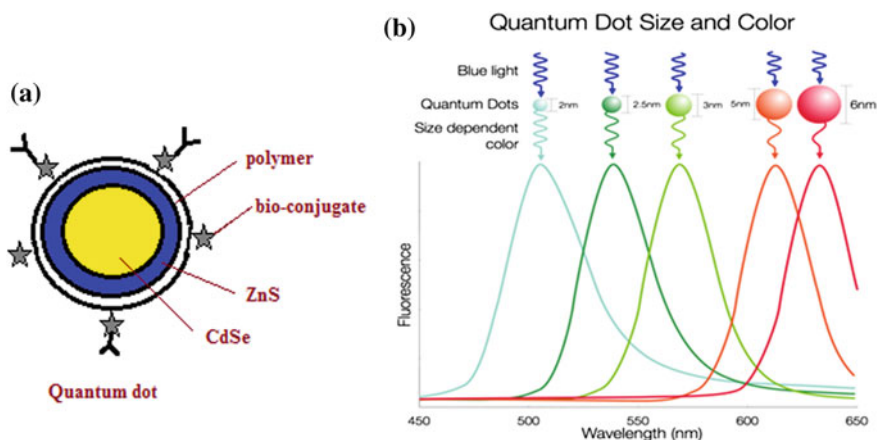 (a)
polymer
bio-conjugate
ZnS
CdSe
Quantum dot
(b)
Quantum Dot Size and Color
Blue light
Quantum Dots
2nm
2.5nm
3nm
5nm
6nm
Size dependent
color
Fluorescence
450
500
550
600
650
Wavelength (nm)